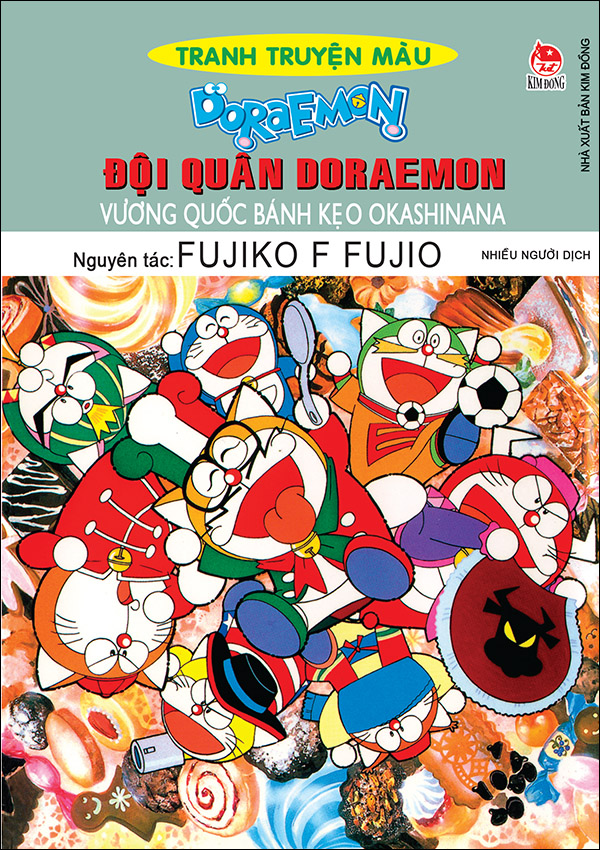 TRANH TRUYỆN MÀU
DORAEMON
ĐỘI QUÂN DORAEMON
VƯƠNG QUỐC BÁNH KẸO OKASHINANA
Nguyên tác: FUJIKO F FUJIO
NHIỀU NGƯỜI DỊCH
KIM ĐỒNG
NHÀ XUẤT BẢN KIM ĐỒNG